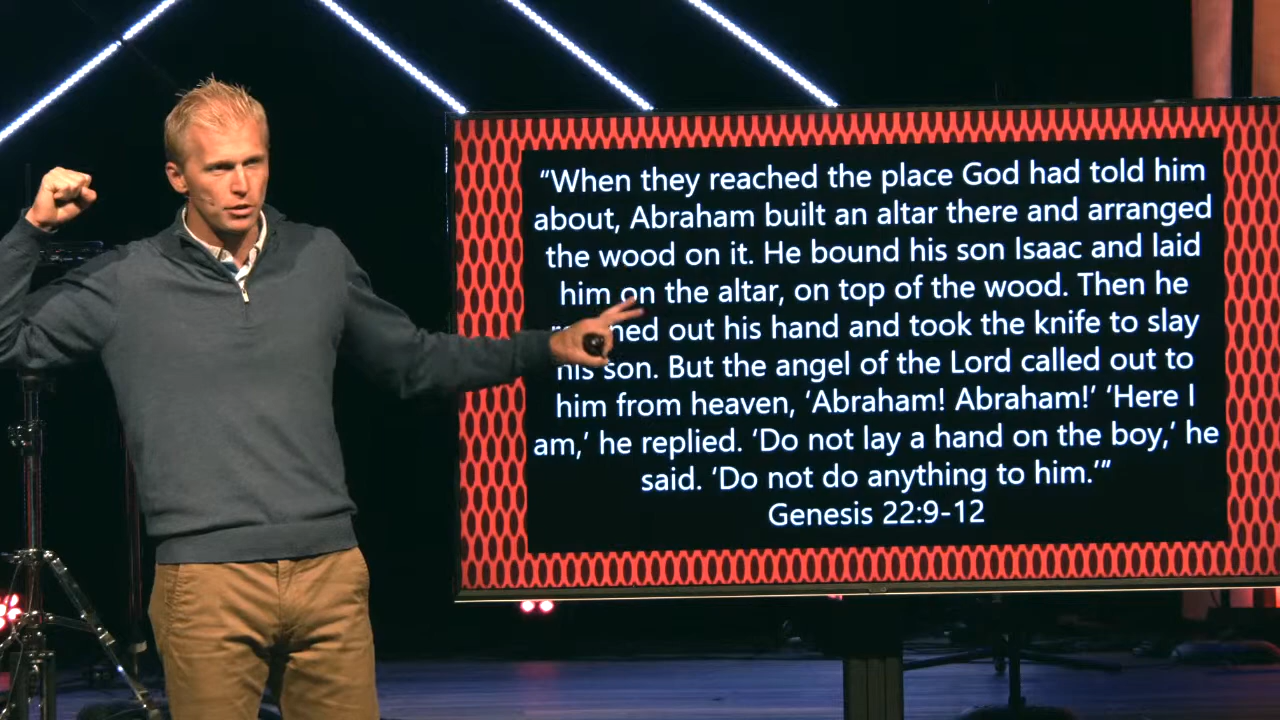 “When they reached the place God had told him
about, Abraham built an altar there and arranged
the wood on it. He bound his son Isaac and laid
him on the altar, on top of the wood. Then he
out his hand and took the knife to slay
his son. But the angel of the Lord called out to
him from heaven, ‘Abraham! Abraham!’ ‘Here I
am,’ he replied. ‘Do not lay a hand on the boy,’ he
said. ‘Do not do anything to him.’”
Genesis 22:9-12